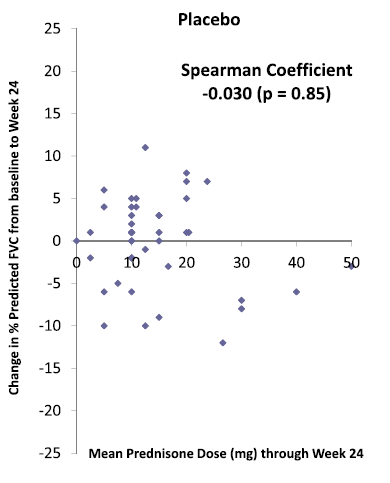 Placebo
Spearman Coefficient
-0.030 (p = 0.85)
Change in % Predicted FVC from baseline to Week 24
25
20
15
10
5
0
-5
-10
-15
-20
-25
0 10 20 30 40 50
Mean Prednisone Dose (mg) through Week 24